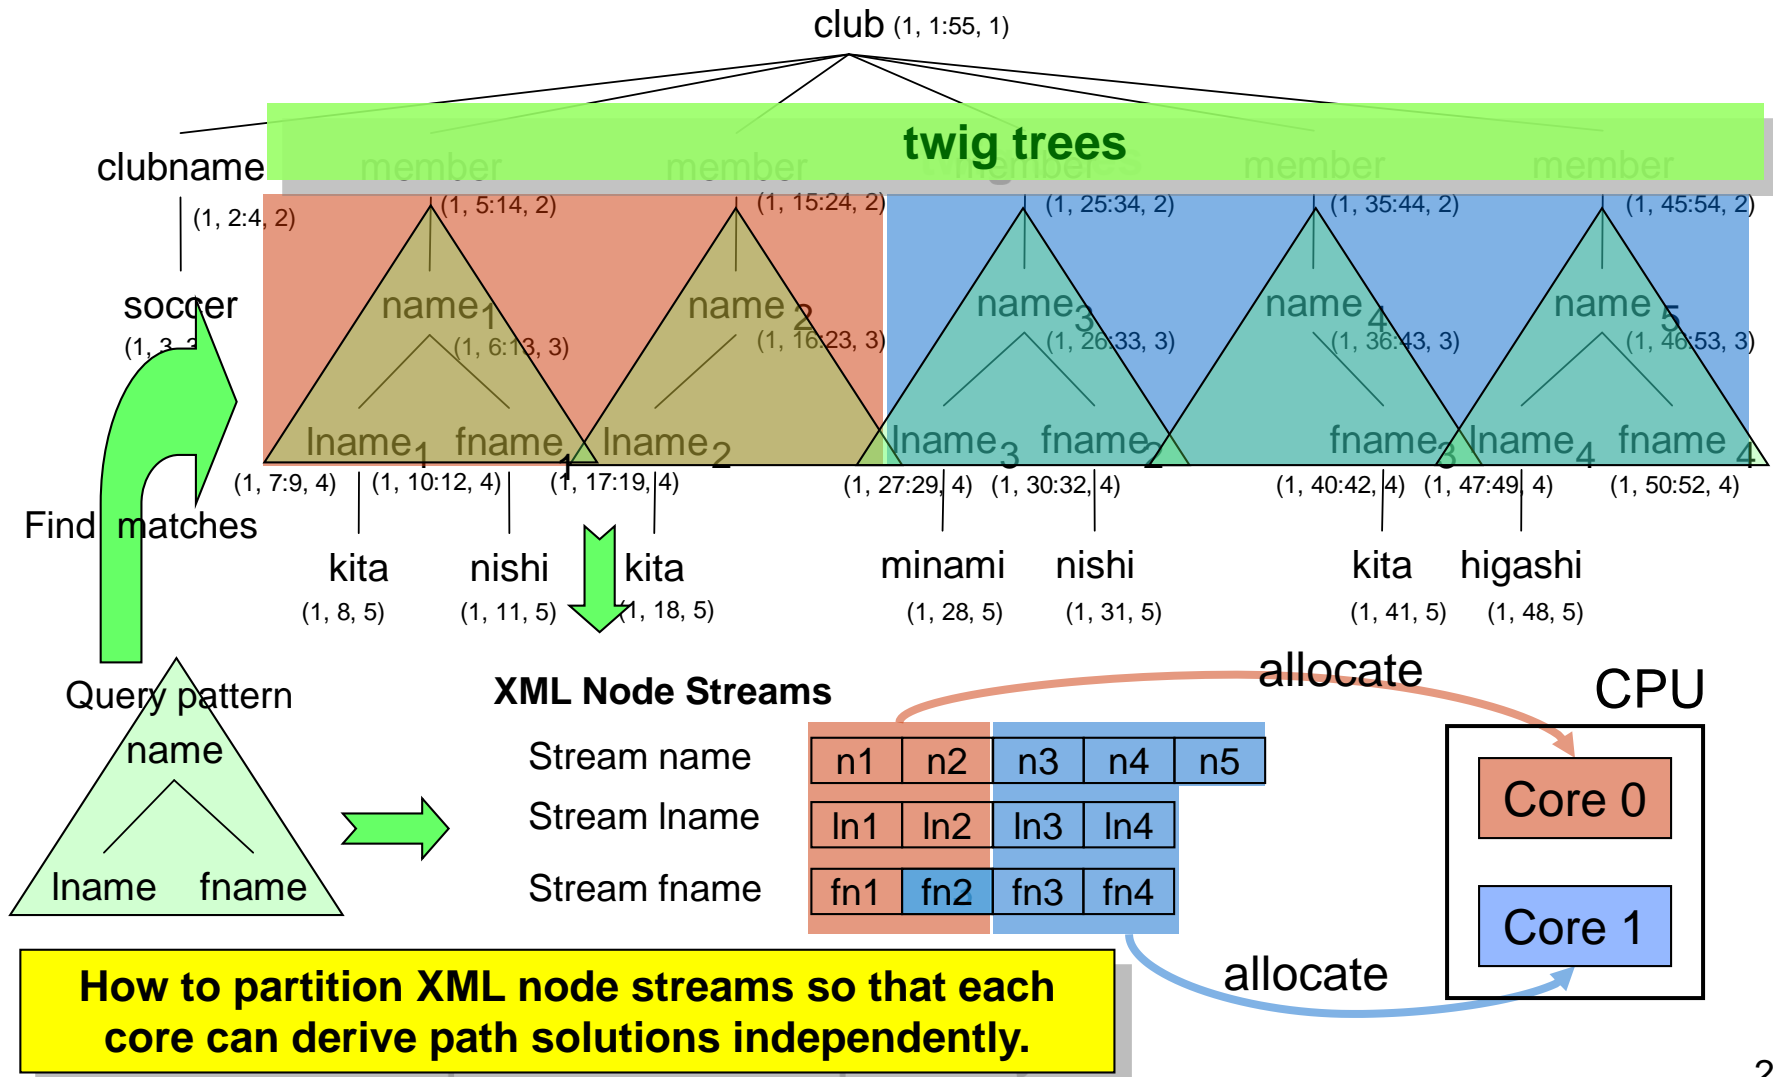 club (1, 1:55, 1)
twig trees
clubname member member member member member
(1, 2:4, 2) (1, 5:14, 2) (1, 15:24, 2) (1, 25:34, 2) (1, 35:44, 2) (1, 45:54, 2)
soccer name1 name2 name3 name4 name5
(1, 3, (1, 6:13, 3) (1, 16:23, 3) (1, 26:33, 3) (1, 36:43, 3) (1, 46:53, 3)
lname1 fname1 lname2 lname3 fname2 fname3 lname4 fname4
(1, 7:9, 4) (1, 10:12, 4) (1, 17:19, 4) (1, 27:29, 4) (1, 30:32, 4) (1, 40:42, 4) (1, 47:49, 4) (1, 50:52, 4)
Find matches
kita nishi kita minami nishi kita higashi
(1, 8, 5) (1, 11, 5) (1, 18, 5) (1, 28, 5) (1, 31, 5) (1, 41, 5) (1, 48, 5)
Query pattern
name
lname fname
XML Node Streams
Stream name n1 n2 n3 n4 n5
Stream lname ln1 ln2 ln3 ln4
Stream fname fn1 fn2 fn3 fn4
allocate
CPU
Core 0
Core 1
allocate
How to partition XML node streams so that each
core can derive path solutions independently.
2